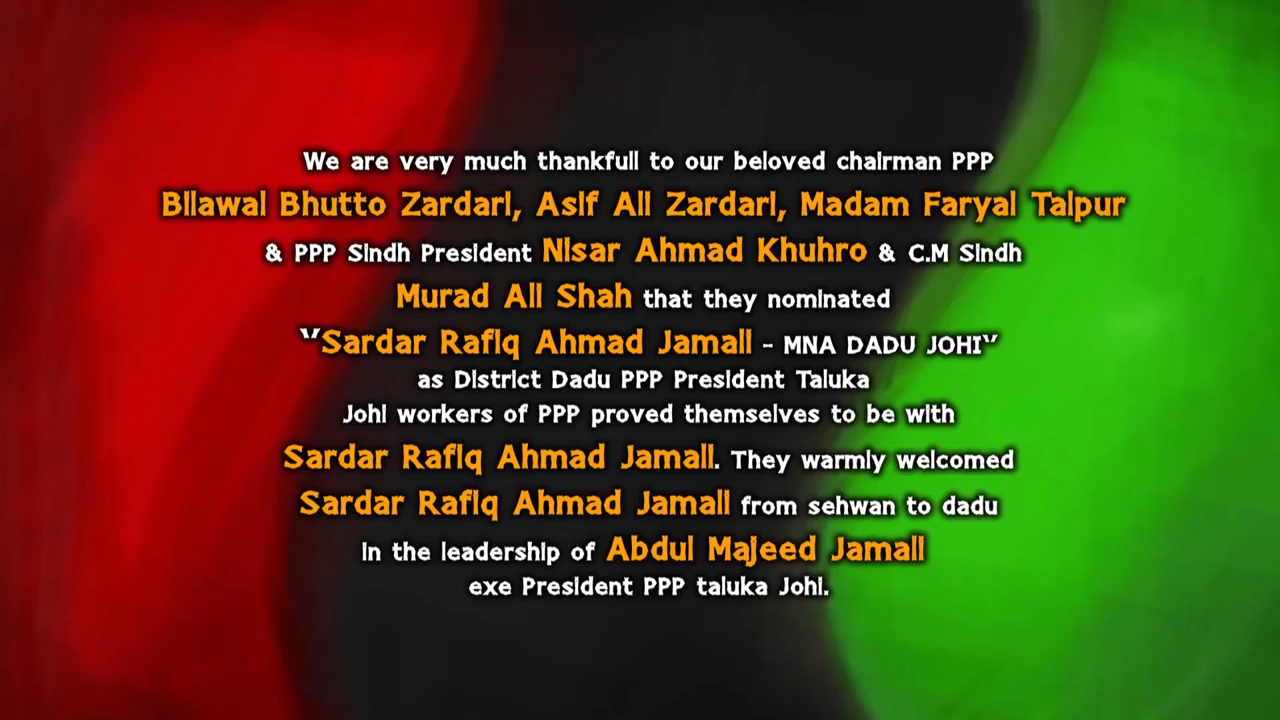 We are very much thankfull to our beloved chairman PPP
Bilawal Bhutto Zardari, Asif Ali Zardari, Madam Faryal Talpur
& PPP Sindh President Nisar Ahmad Khuhro & C.M Sindh
Murad Ali Shah that they nominated
"Sardar Rafiq Ahmad Jamali - MNA DADU JOHI"
as District Dadu PPP President Taluka
Johi workers of PPP proved themselves to be with
Sardar Rafiq Ahmad Jamali. They warmly welcomed
Sardar Rafiq Ahmad Jamali from sehwan to dadu
in the leadership of Abdul Majeed Jamali
exe President PPP taluka Johi.